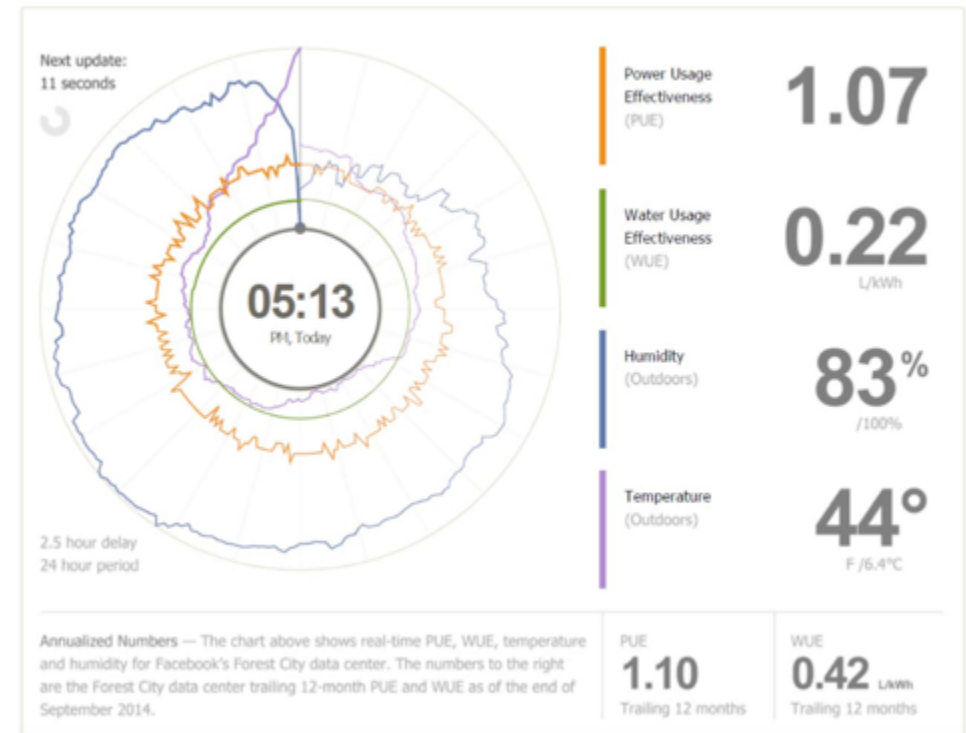 Next update:
11 seconds
05:13
PM, Today
2.5 hour delay
24 hour period
Power Usage
Effectiveness
(PUE)
1.07
Water Usage
Effectiveness
(WUE)
0.22
L/kWh
Humidity
(Outdoors)
83%
/100%
Temperature
(Outdoors)
44°
F /6.4°C
Annualized Numbers — The chart above shows real-time PUE, WUE, temperature
and humidity for Facebook's Forest City data center. The numbers to the right
are the Forest City data center trailing 12-month PUE and WUE as of the end of
September 2014.
PUE
1.10
Trailing 12 months
WUE
0.42 L/kWh
Trailing 12 months